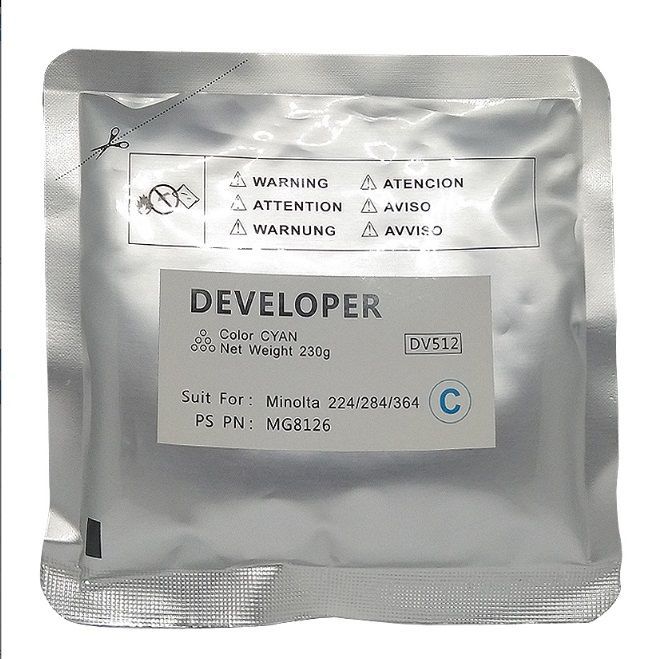 WARNING ATENCION
ATTENTION AVISO
WARNUNG AVVISO
DEVELOPER
Color CYAN
Net Weight 230g
DV512
Suit For: Minolta 224/284/364 C
PS PN: MG8126